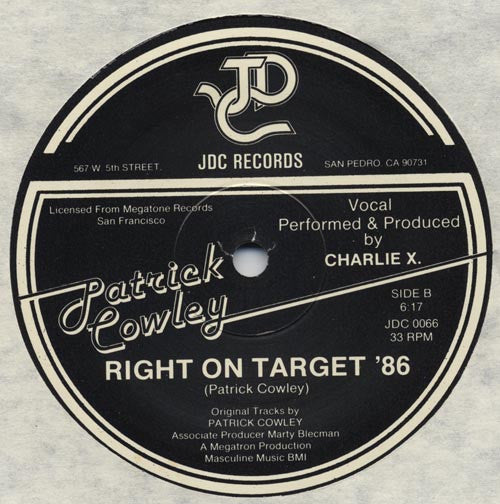 JDC
JDC RECORDS
567 W. 5th STREET.
SAN PEDRO. CA 90731
Licensed From Megatone Records
San Francisco
Vocal
Performed & Produced
by
CHARLIE X.
Patrick
Cowley
SIDE B
6:17
JDC 0066
33 RPM
RIGHT ON TARGET '86
(Patrick Cowley)
Original Tracks by
PATRICK COWLEY
Associate Producer Marty Blecman
A Megatron Production
Masculine Music BMI